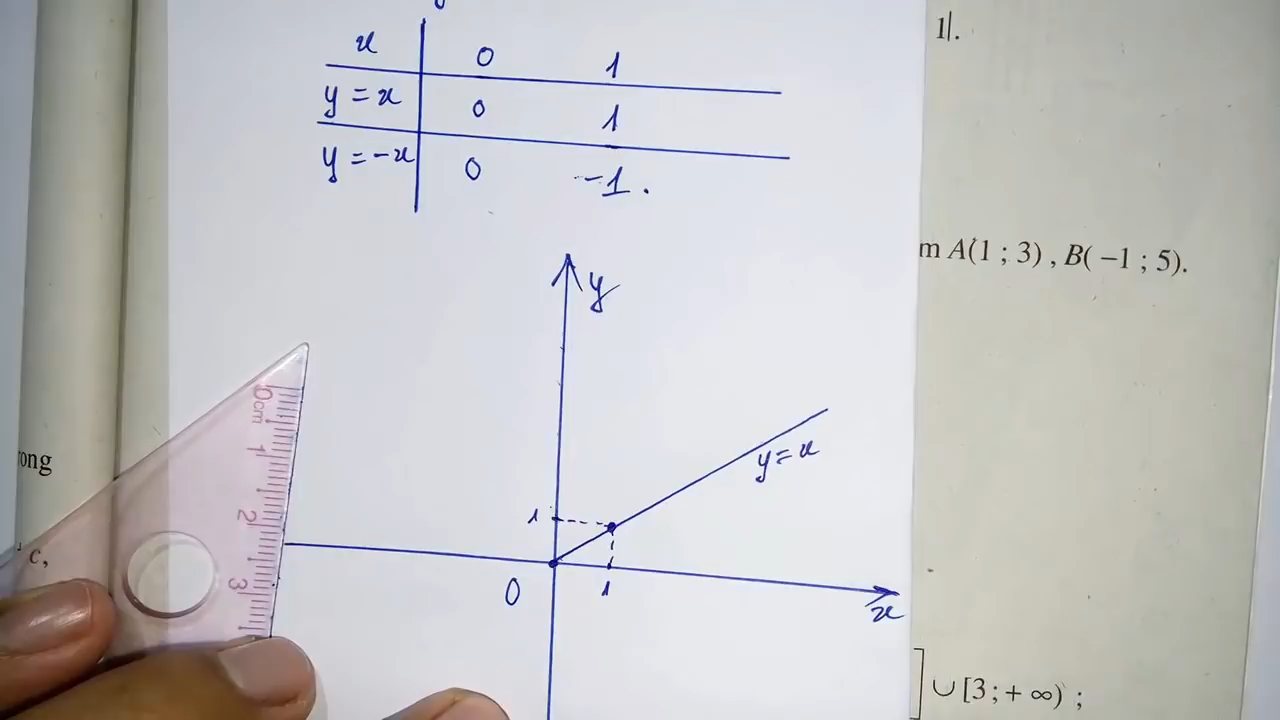 x 0 1
y = x 0 1
y = -x 0 -1.
y
y = x
1
0 1 x
0cm 1 2 3
1].
m A(1 ; 3) , B( −1 ; 5).
ong
c,
] ∪ [3 ; + ∞) ;